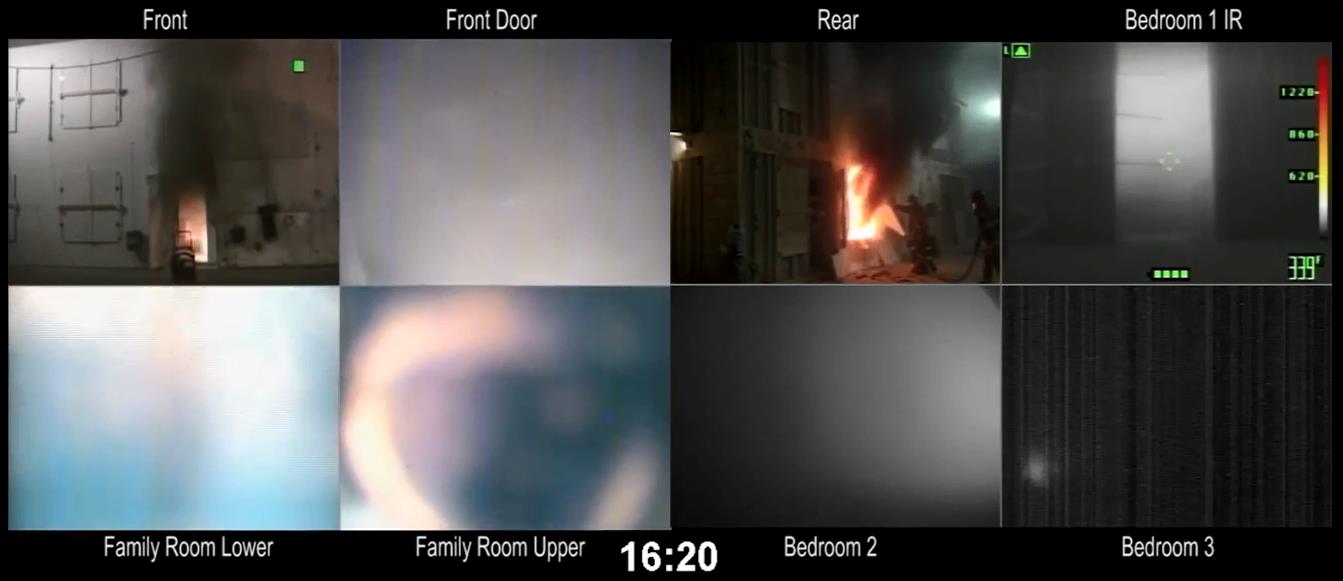 Front
Front Door
Rear
Bedroom 1 IR
L
1220
860
620
339°F
Family Room Lower
Family Room Upper
16:20
Bedroom 2
Bedroom 3